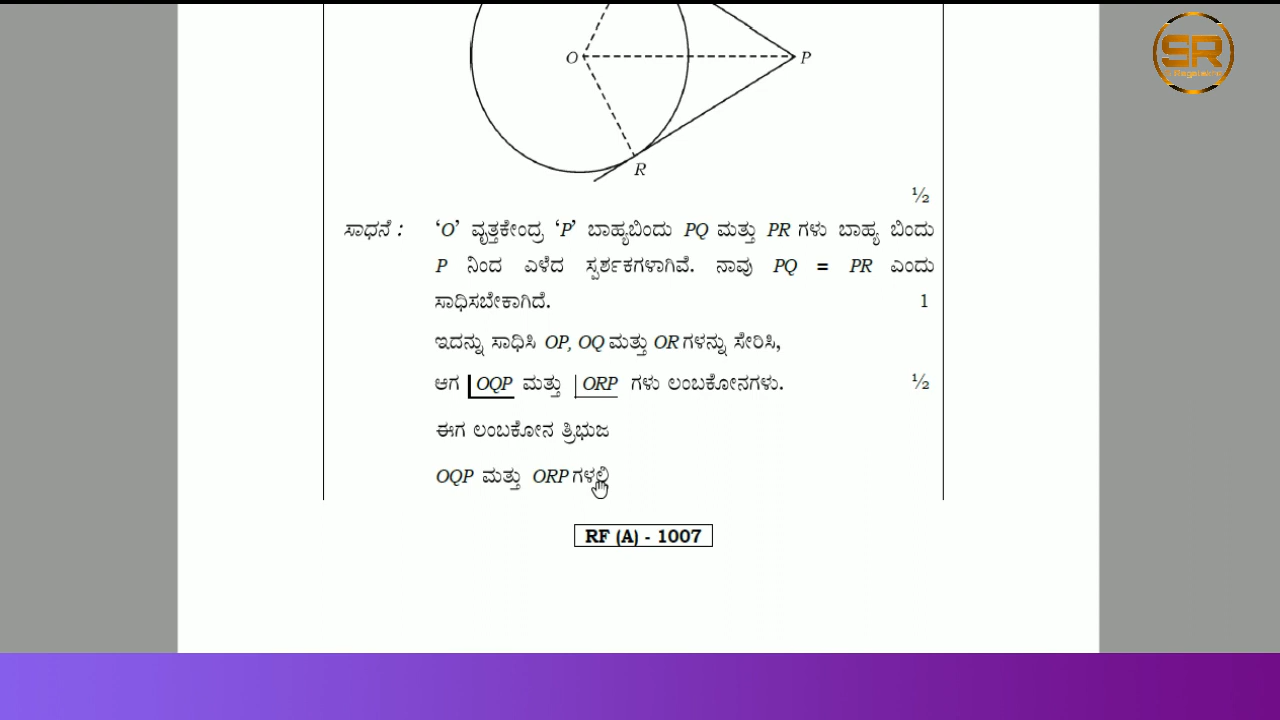 SR
O
P
R
½
ಸಾಧನೆ : ‘O’ ವೃತ್ತಕೇಂದ್ರ ‘P’ ಬಾಹ್ಯಬಿಂದು PQ ಮತ್ತು PR ಗಳು ಬಾಹ್ಯ ಬಿಂದು
P ನಿಂದ ಎಳೆದ ಸ್ಪರ್ಶಕಗಳಾಗಿವೆ. ನಾವು PQ = PR ಎಂದು
ಸಾಧಿಸಬೇಕಾಗಿದೆ. 1
ಇದನ್ನು ಸಾಧಿಸಿ OP, OQ ಮತ್ತು OR ಗಳನ್ನು ಸೇರಿಸಿ,
ಆಗ OQP ಮತ್ತು ORP ಗಳು ಲಂಬಕೋನಗಳು. ½
ಈಗ ಲಂಬಕೋನ ತ್ರಿಭುಜ
OQP ಮತ್ತು ORP ಗಳಲ್ಲಿ
RF (A) - 1007